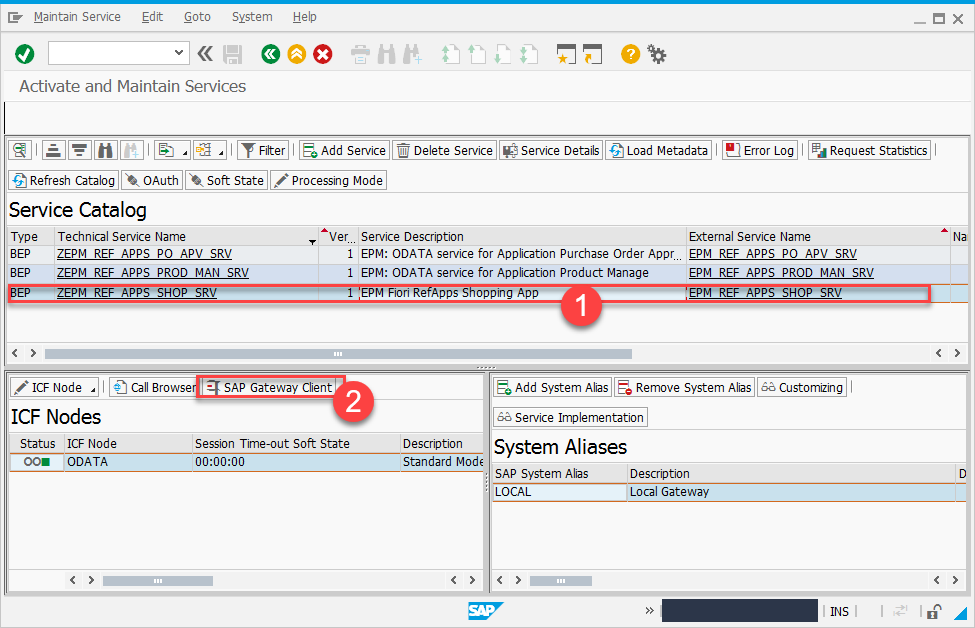 Maintain Service Edit Goto System Help
Activate and Maintain Services
Filter Add Service Delete Service Service Details Load Metadata Error Log Request Statistics
Refresh Catalog OAuth Soft State Processing Mode
Service Catalog
Type Technical Service Name Ver... Service Description External Service Name Na
BEP ZEPM_REF_APPS_PO_APV_SRV 1 EPM: ODATA service for Application Purchase Order Appr... EPM_REF_APPS_PO_APV_SRV
BEP ZEPM_REF_APPS_PROD_MAN_SRV 1 EPM: ODATA service for Application Product Manage EPM_REF_APPS_PROD_MAN_SRV
BEP ZEPM_REF_APPS_SHOP_SRV 1 EPM Fiori RefApps Shopping App EPM_REF_APPS_SHOP_SRV
1
ICF Node Call Browser SAP Gateway Client
2
ICF Nodes
Status ICF Node Session Time-out Soft State Description
ODATA 00:00:00 Standard Mode
Add System Alias Remove System Alias Customizing
Service Implementation
System Aliases
SAP System Alias Description D
LOCAL Local Gateway
SAP INS